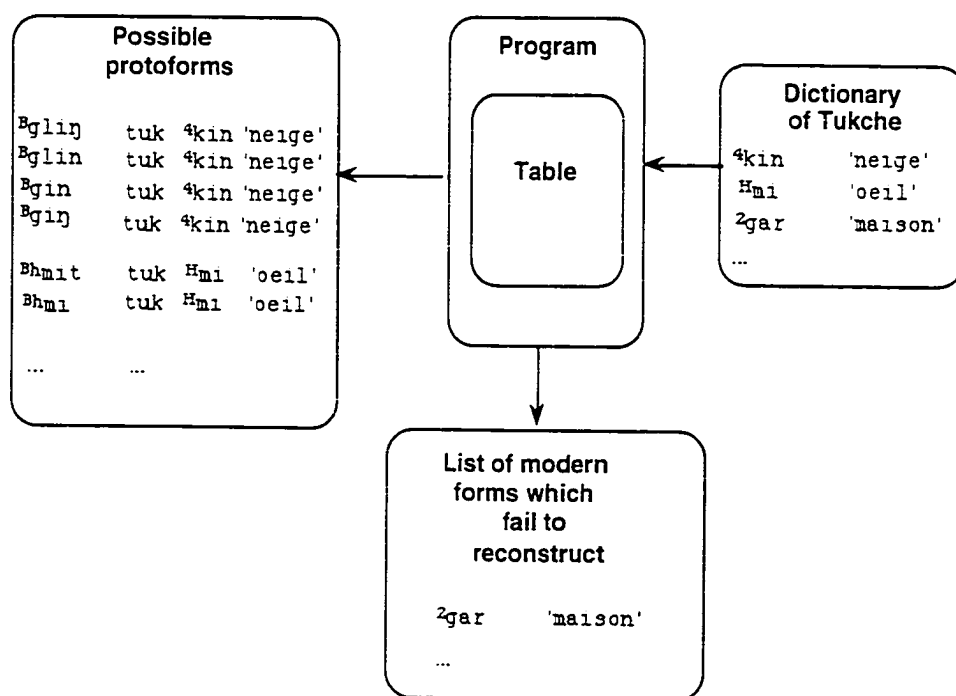 Possible
protoforms
ᴮgliŋ tuk ⁴kin 'neige'
ᴮglin tuk ⁴kin 'neige'
ᴮgin tuk ⁴kin 'neige'
ᴮgiŋ tuk ⁴kin 'neige'
ᴮʰmit tuk ᴴmi 'oeil'
ᴮʰmi tuk ᴴmi 'oeil'
... ...
Program
Table
Dictionary
of Tukche
⁴kin 'neige'
ᴴmi 'oeil'
²gar 'maison'
...
List of modern
forms which
fail to
reconstruct
²gar 'maison'
...